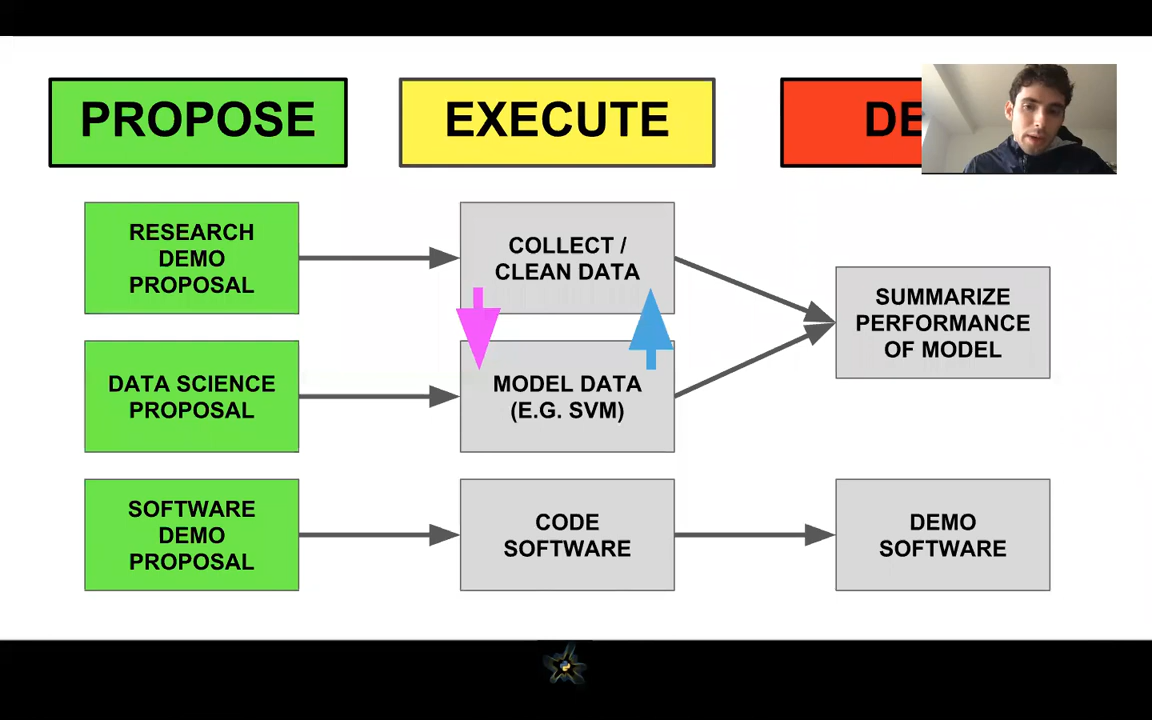 PROPOSE
EXECUTE
DE
RESEARCH
DEMO
PROPOSAL
COLLECT /
CLEAN DATA
SUMMARIZE
PERFORMANCE
OF MODEL
DATA SCIENCE
PROPOSAL
MODEL DATA
(E.G. SVM)
SOFTWARE
DEMO
PROPOSAL
CODE
SOFTWARE
DEMO
SOFTWARE